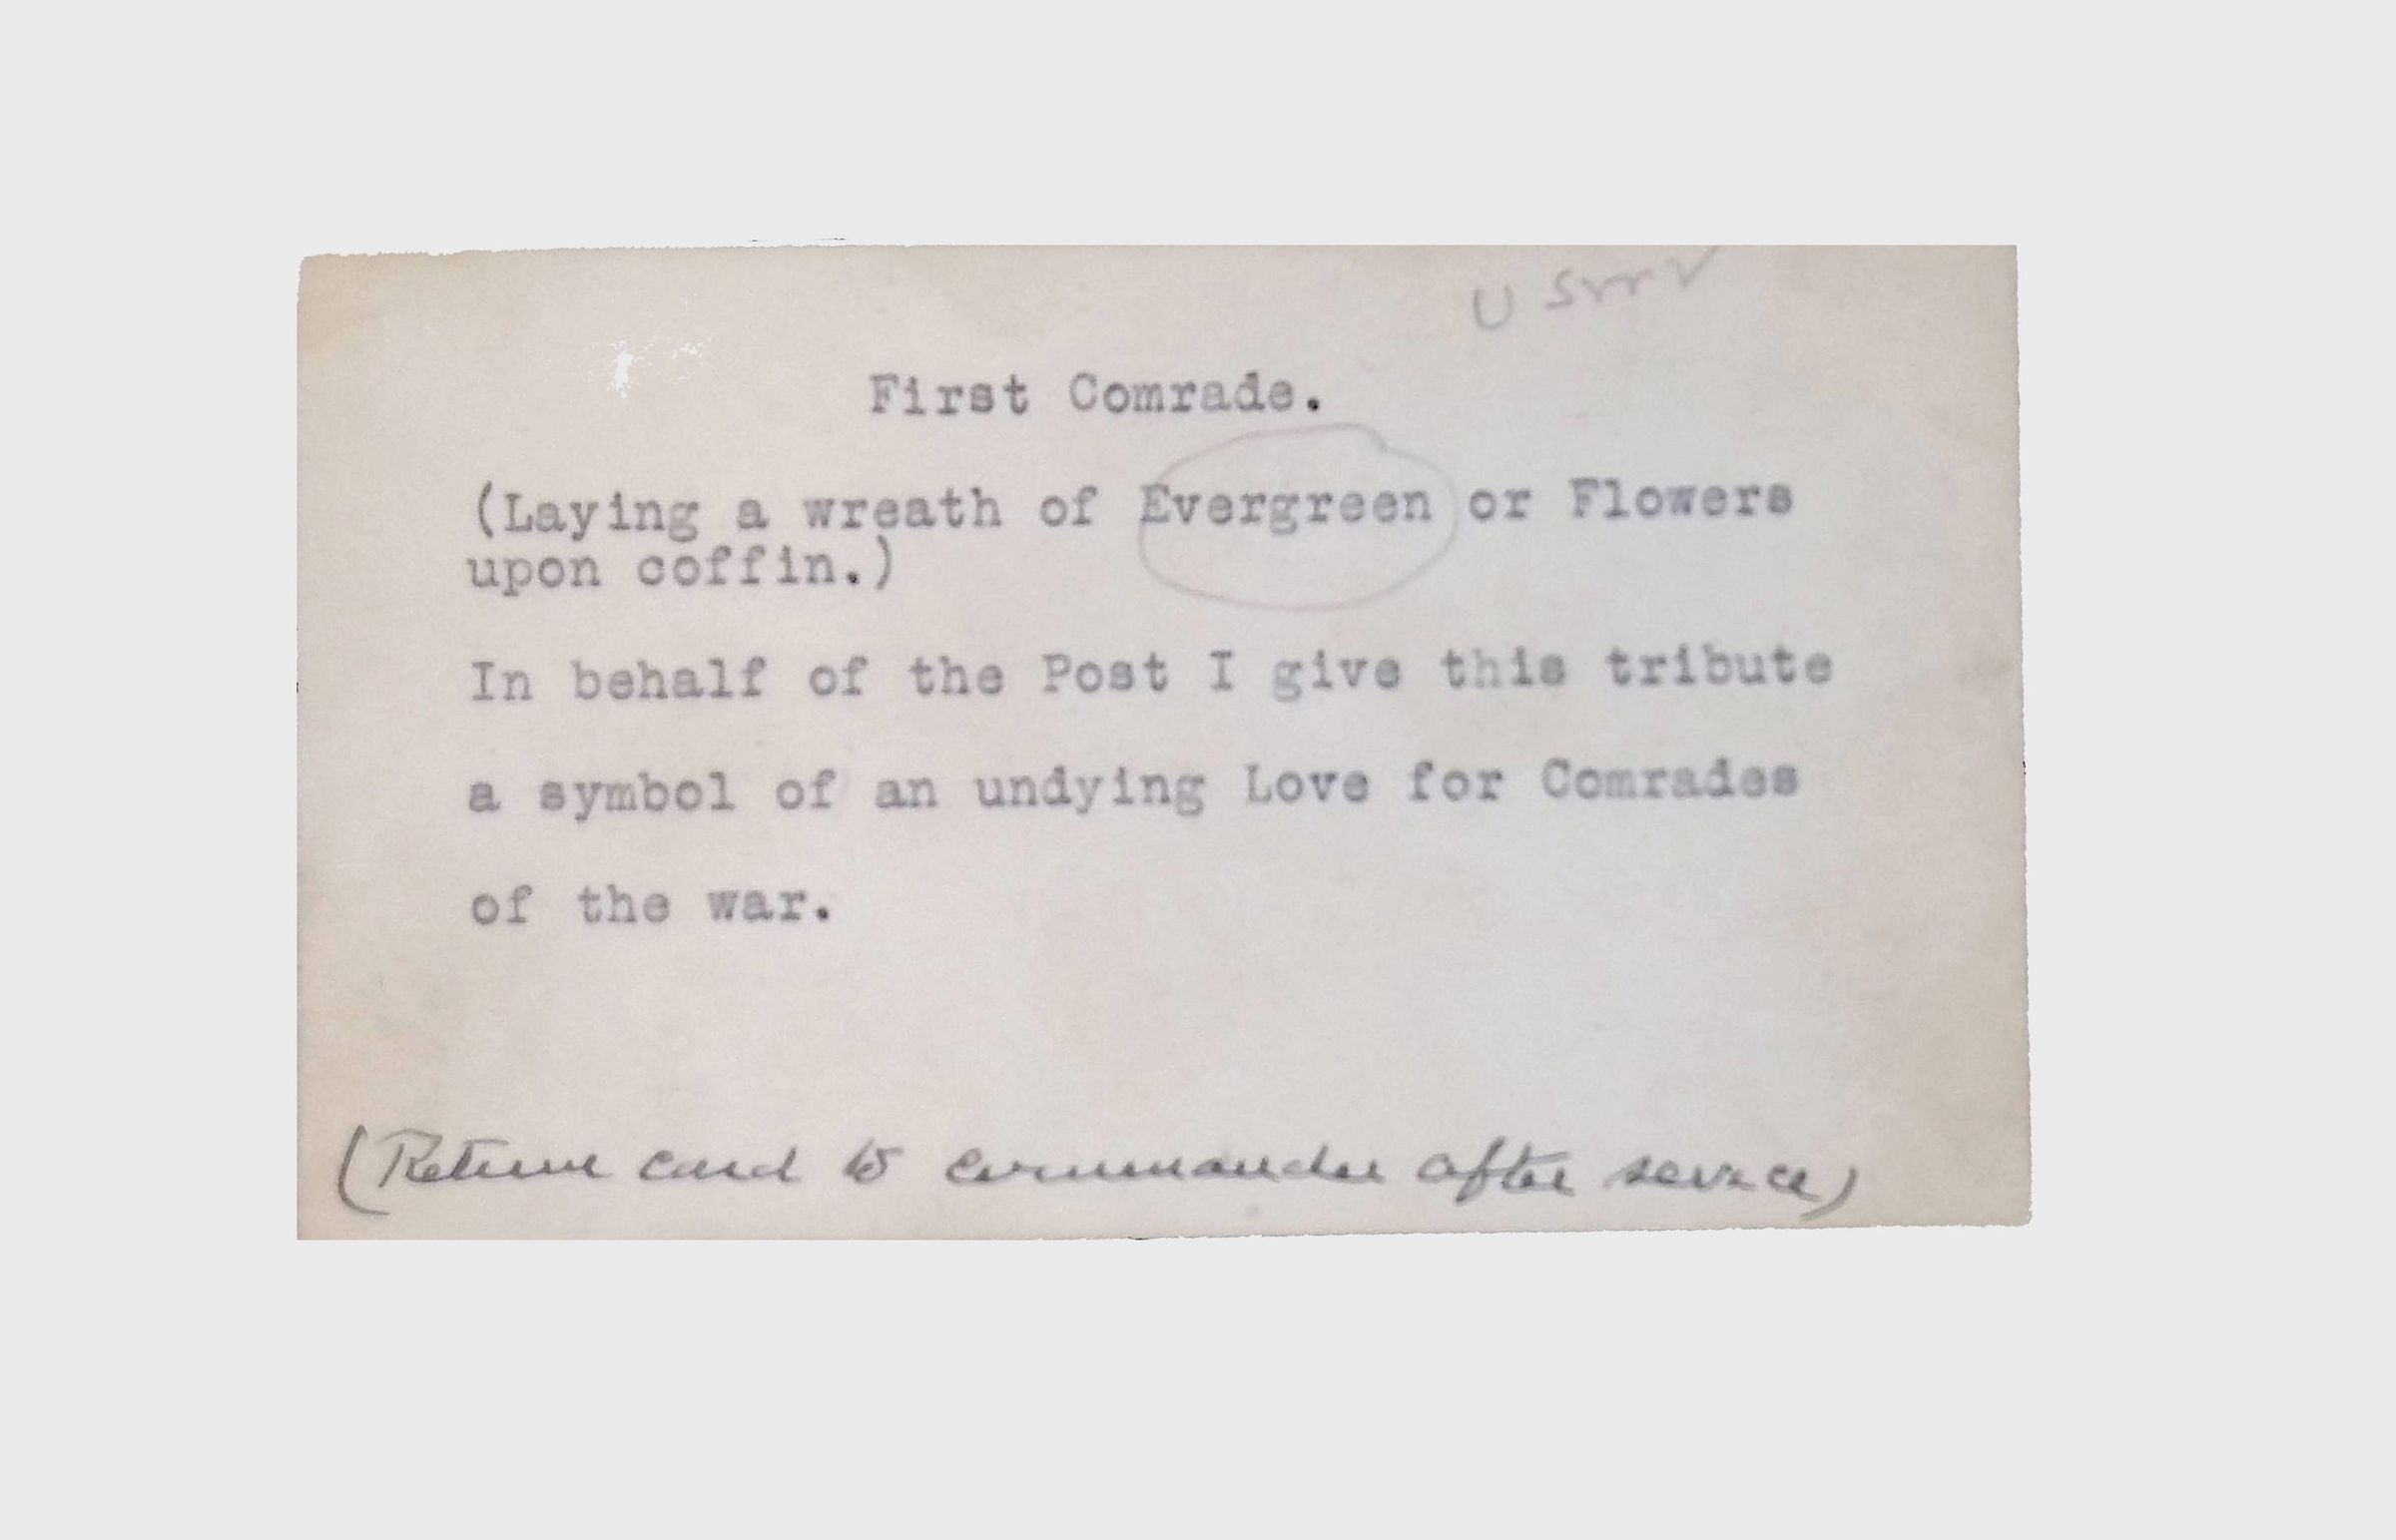 First Comrade.
(Laying a wreath of Evergreen or Flowers
upon coffin.)
In behalf of the Post I give this tribute
a symbol of an undying Love for Comrades
of the war.
(Return card to commander after service)